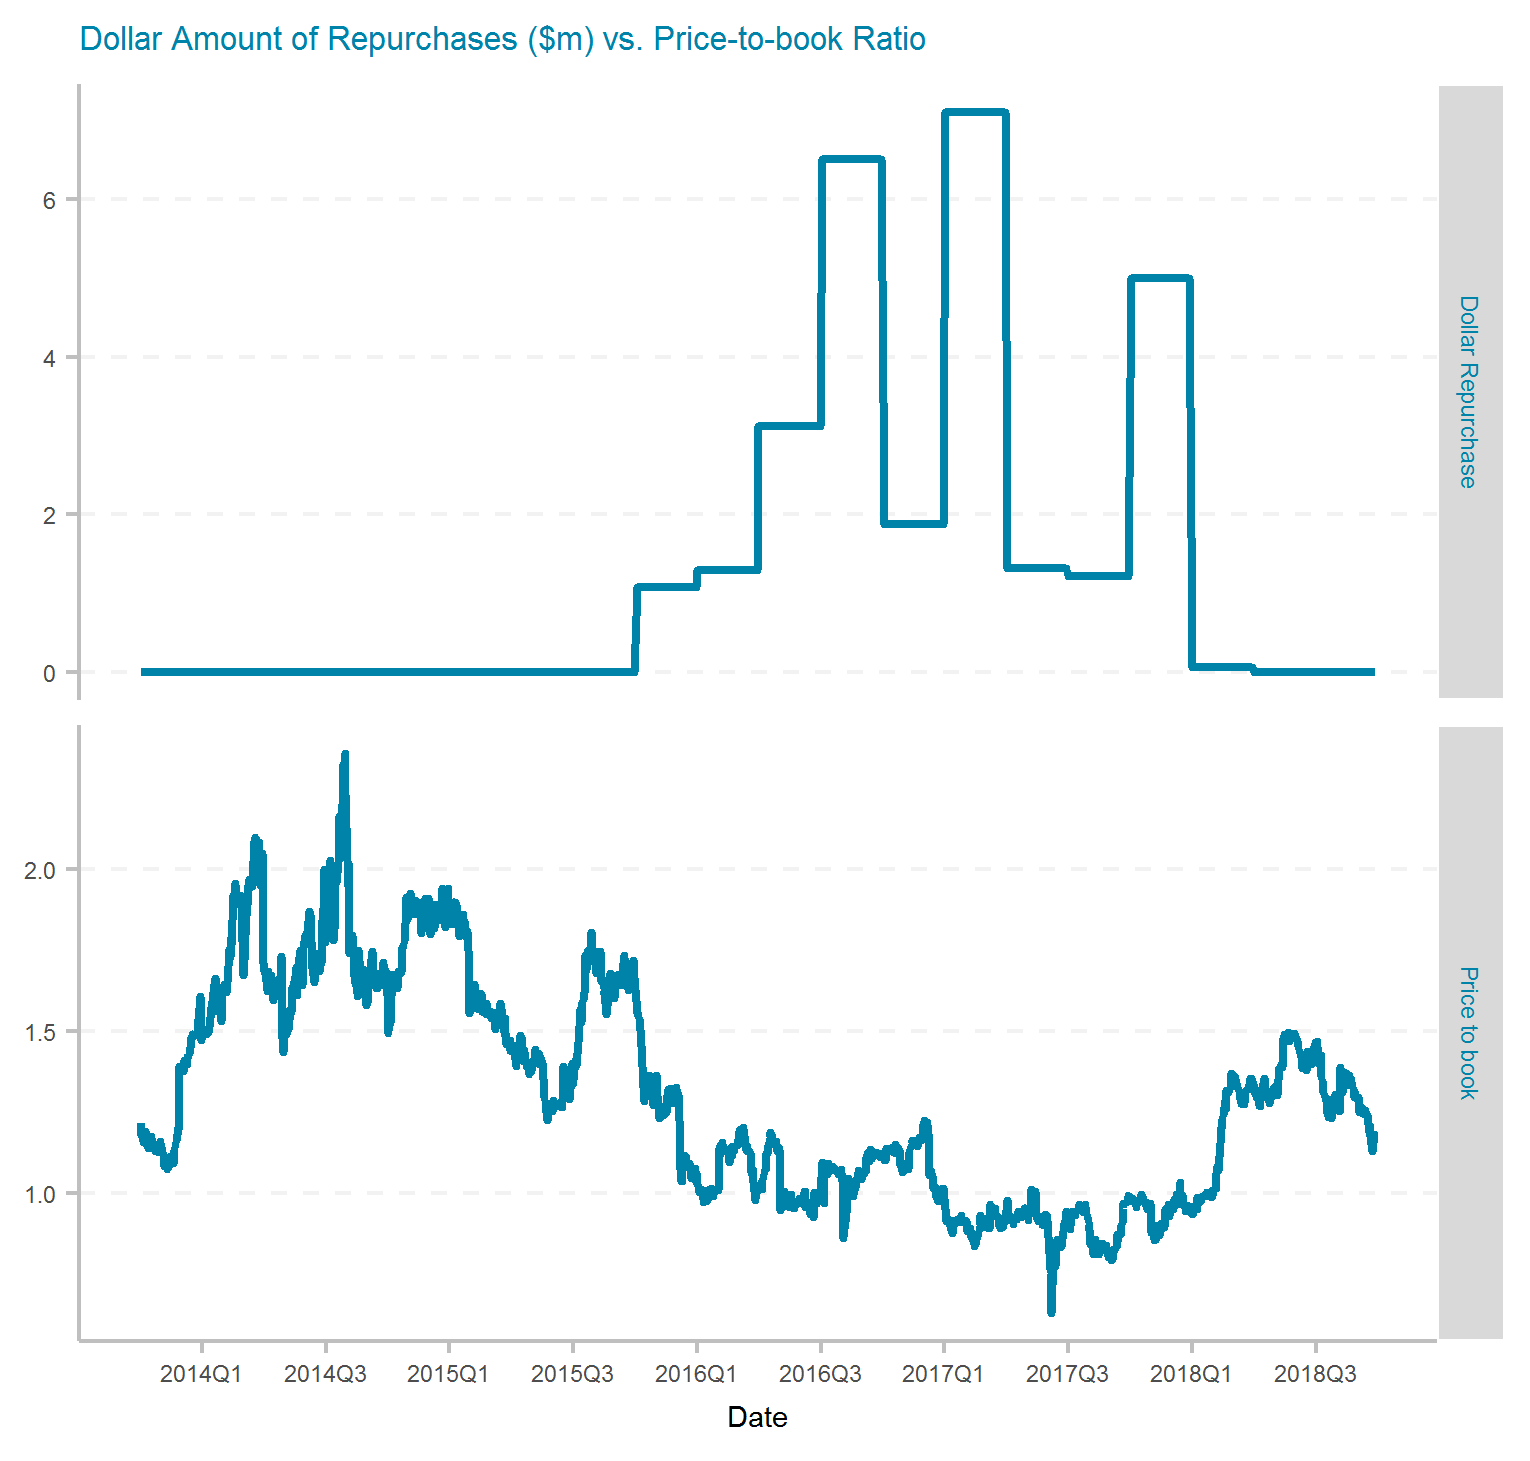 Dollar Amount of Repurchases ($m) vs. Price-to-book Ratio
6
4
2
0
Dollar Repurchase
2.0
1.5
1.0
Price to book
2014Q1 2014Q3 2015Q1 2015Q3 2016Q1 2016Q3 2017Q1 2017Q3 2018Q1 2018Q3
Date